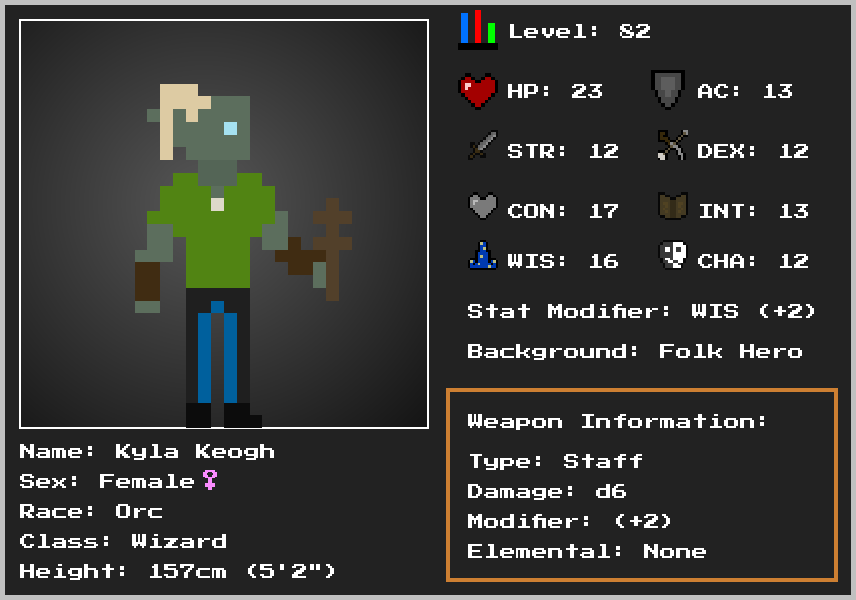 Level: 82
HP: 23 AC: 13
STR: 12 DEX: 12
CON: 17 INT: 13
WIS: 16 CHA: 12
Stat Modifier: WIS (+2)
Background: Folk Hero
Weapon Information:
Type: Staff
Damage: d6
Modifier: (+2)
Elemental: None
Name: Kyla Keogh
Sex: Female♀
Race: Orc
Class: Wizard
Height: 157cm (5'2")